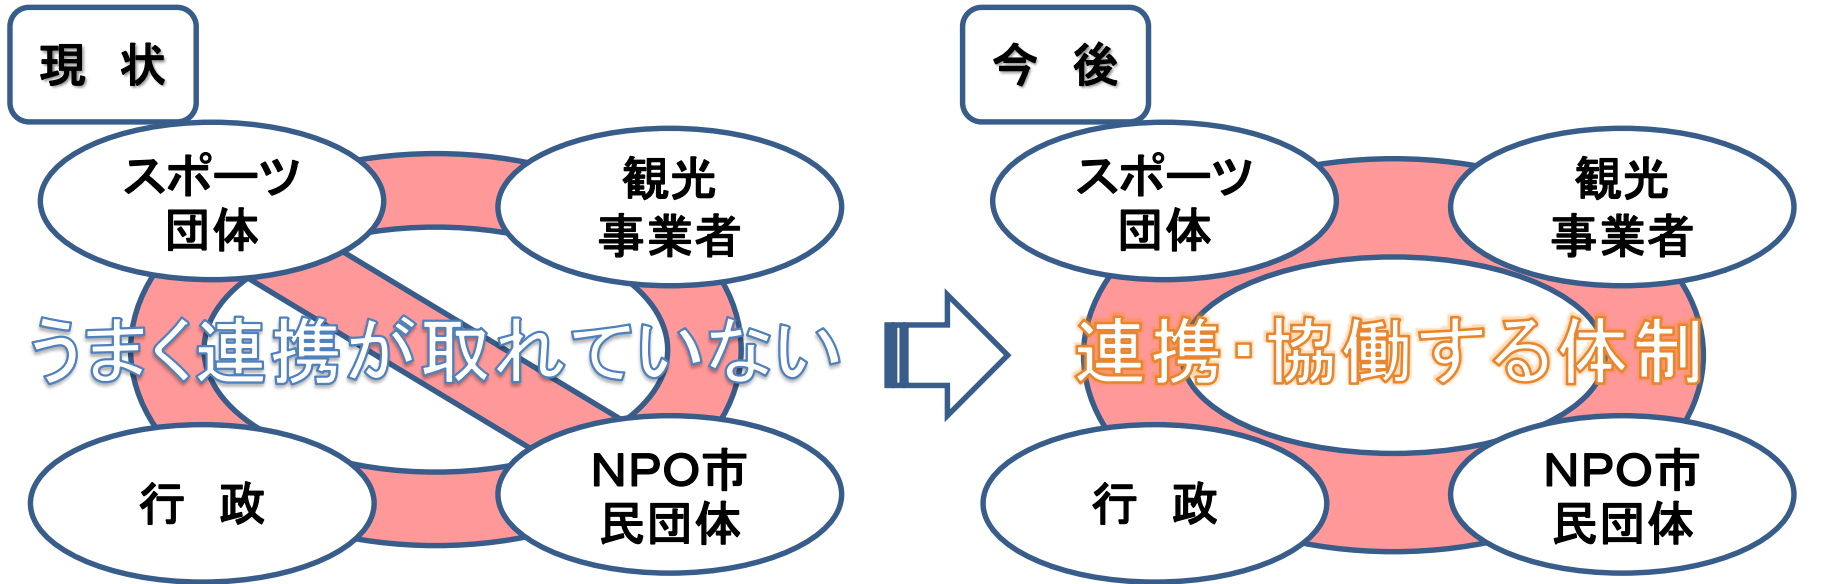 現　状
スポーツ
団体
観光
事業者
うまく連携が取れていない
行　政
ＮＰＯ市
民団体
今　後
スポーツ
団体
観光
事業者
連携・協働する体制
行　政
ＮＰＯ市
民団体